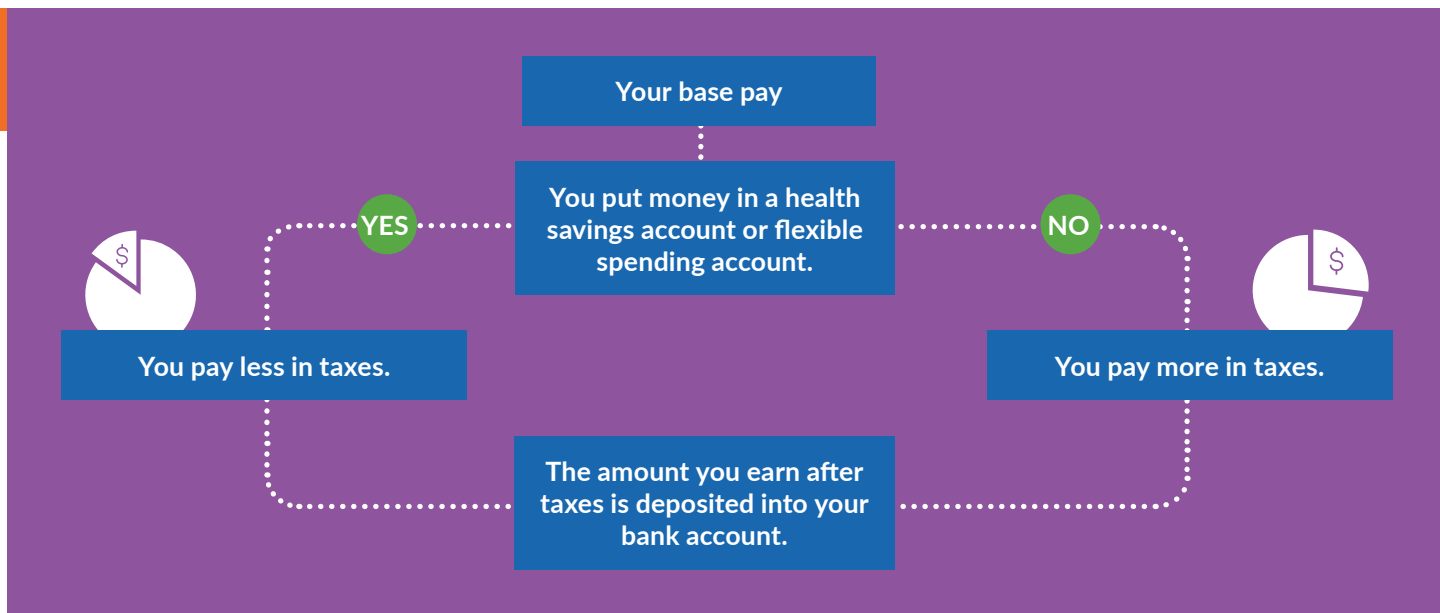 Your base pay
You put money in a health
savings account or flexible
spending account.
YES
NO
$
$
You pay less in taxes.
You pay more in taxes.
The amount you earn after
taxes is deposited into your
bank account.